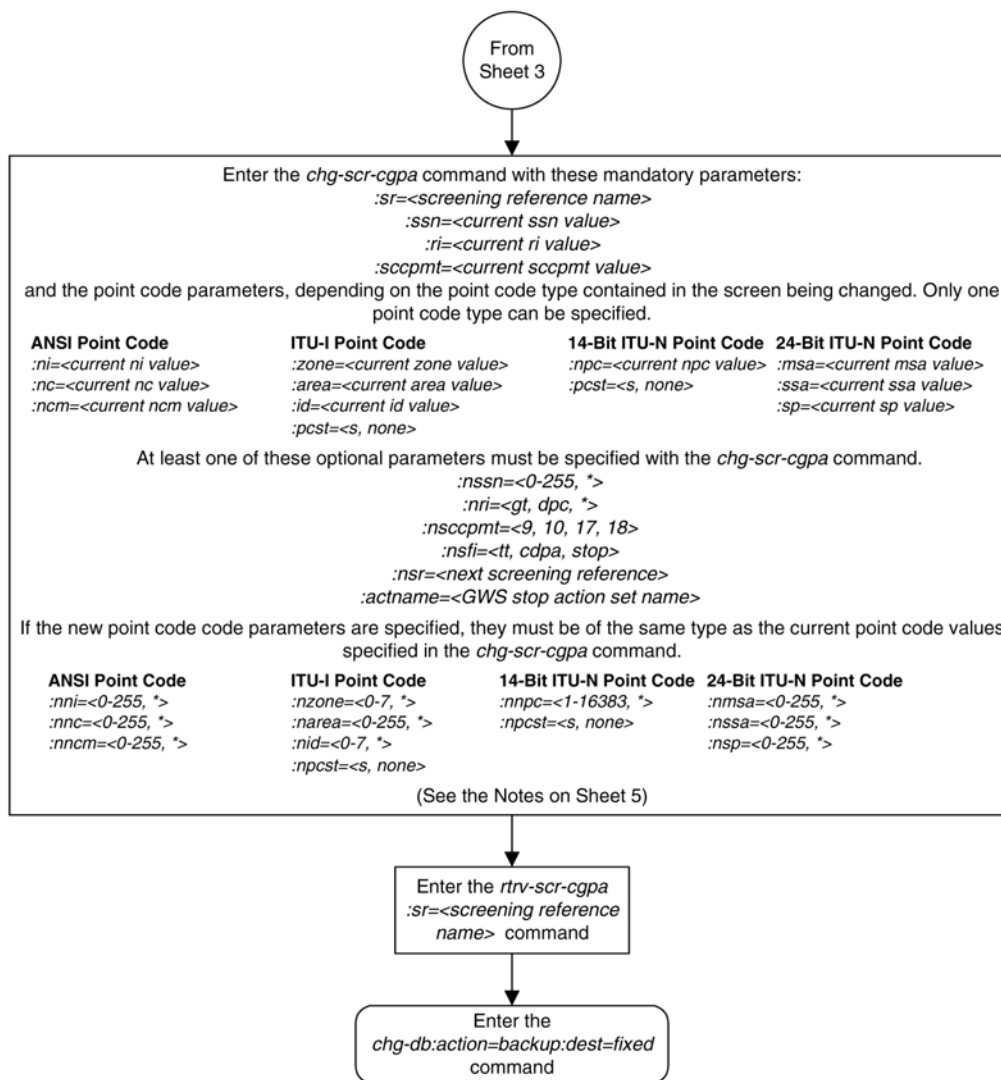 From
Sheet 3
Enter the chg-scr-cgpa command with these mandatory parameters:
:sr=<screening reference name>
:ssn=<current ssn value>
:ri=<current ri value>
:sccpmt=<current sccpmt value>
and the point code parameters, depending on the point code type contained in the screen being changed. Only one
point code type can be specified.
ANSI Point Code
:ni=<current ni value>
:nc=<current nc value>
:ncm=<current ncm value>
ITU-I Point Code
:zone=<current zone value>
:area=<current area value>
:id=<current id value>
:pcst=<s, none>
14-Bit ITU-N Point Code
:npc=<current npc value>
:pcst=<s, none>
24-Bit ITU-N Point Code
:msa=<current msa value>
:ssa=<current ssa value>
:sp=<current sp value>
At least one of these optional parameters must be specified with the chg-scr-cgpa command.
:nssn=<0-255, *>
:nri=<gt, dpc, *>
:nsccpmt=<9, 10, 17, 18>
:nsfi=<tt, cdpa, stop>
:nsr=<next screening reference>
:actname=<GWS stop action set name>
If the new point code code parameters are specified, they must be of the same type as the current point code values
specified in the chg-scr-cgpa command.
ANSI Point Code
:nni=<0-255, *>
:nnc=<0-255, *>
:nncm=<0-255, *>
ITU-I Point Code
:nzone=<0-7, *>
:narea=<0-255, *>
:nid=<0-7, *>
:npcst=<s, none>
14-Bit ITU-N Point Code
:nnpc=<1-16383, *>
:npcst=<s, none>
24-Bit ITU-N Point Code
:nmsa=<0-255, *>
:nssa=<0-255, *>
:nsp=<0-255, *>
(See the Notes on Sheet 5)
Enter the rtrv-scr-cgpa
:sr=<screening reference
name> command
Enter the
chg-db:action=backup:dest=fixed
command